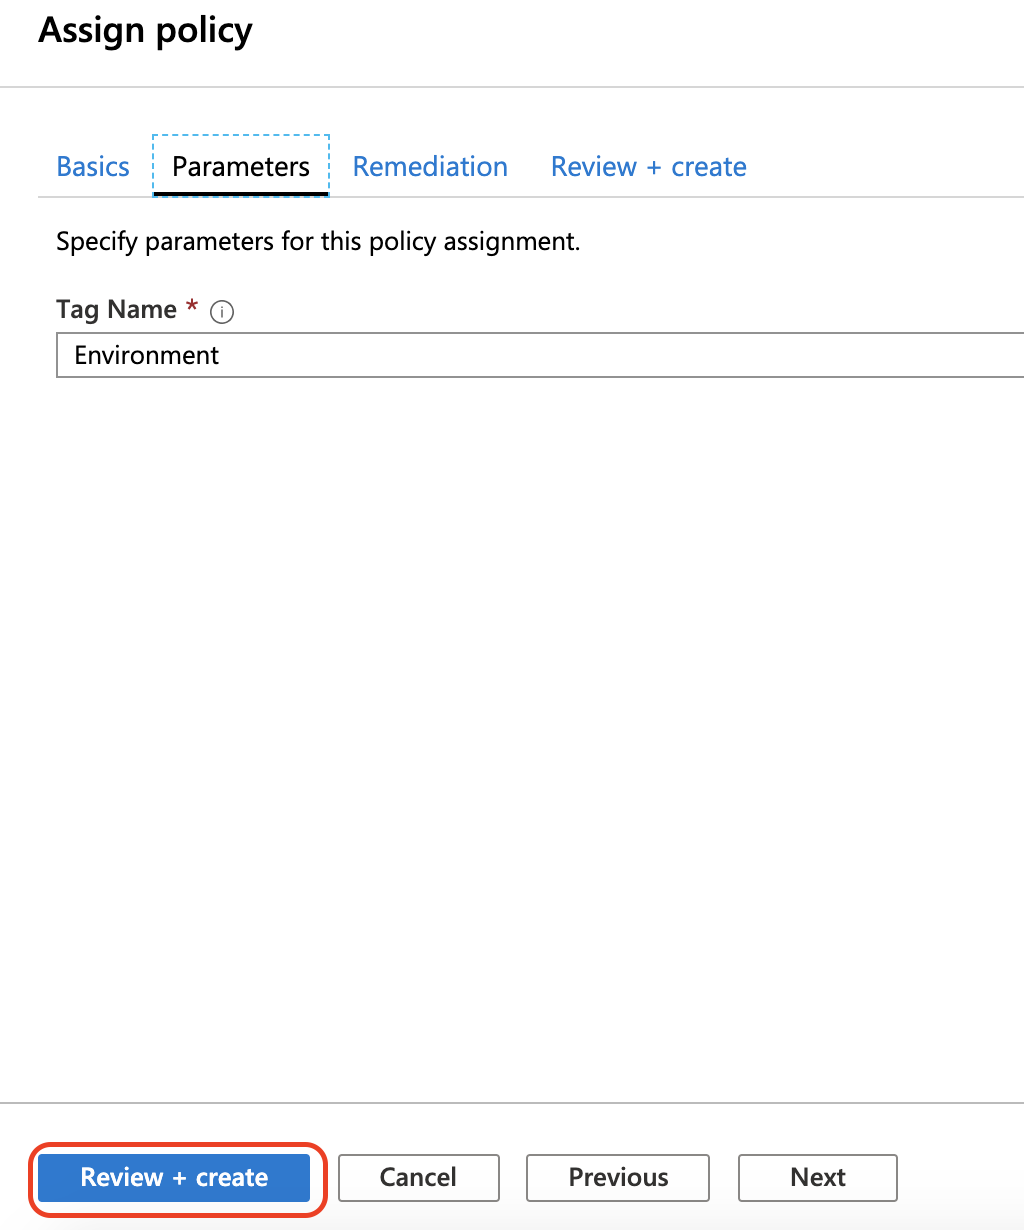 Assign policy
Basics Parameters Remediation Review + create
Specify parameters for this policy assignment.
Tag Name *
Environment
Review + create Cancel Previous Next